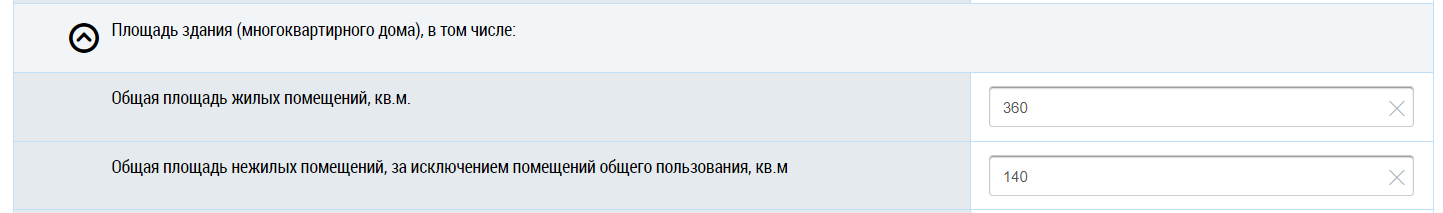 Площадь здания (многоквартирного дома), в том числе:
Общая площадь жилых помещений, кв.м.
360
Общая площадь нежилых помещений, за исключением помещений общего пользования, кв.м
140